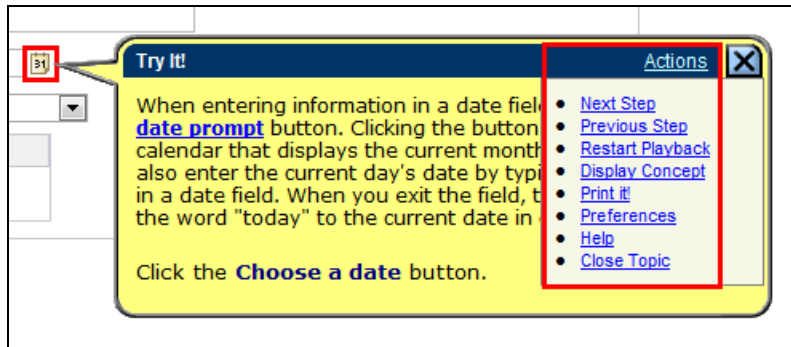 31
Try It!
Actions
When entering information in a date fiel
date prompt button. Clicking the button
calendar that displays the current month
also enter the current day's date by typi
in a date field. When you exit the field, t
the word "today" to the current date in
Click the Choose a date button.
Next Step
Previous Step
Restart Playback
Display Concept
Print it!
Preferences
Help
Close Topic